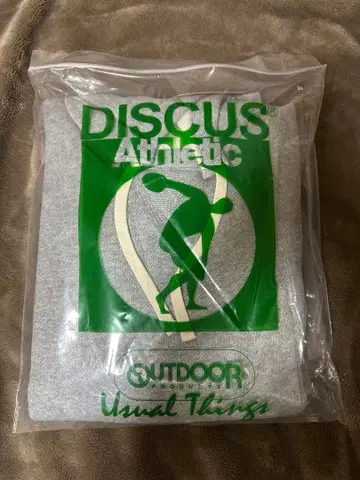 DISCUS®
Athletic
OUTDOOR
PRODUCTS
Usual Things